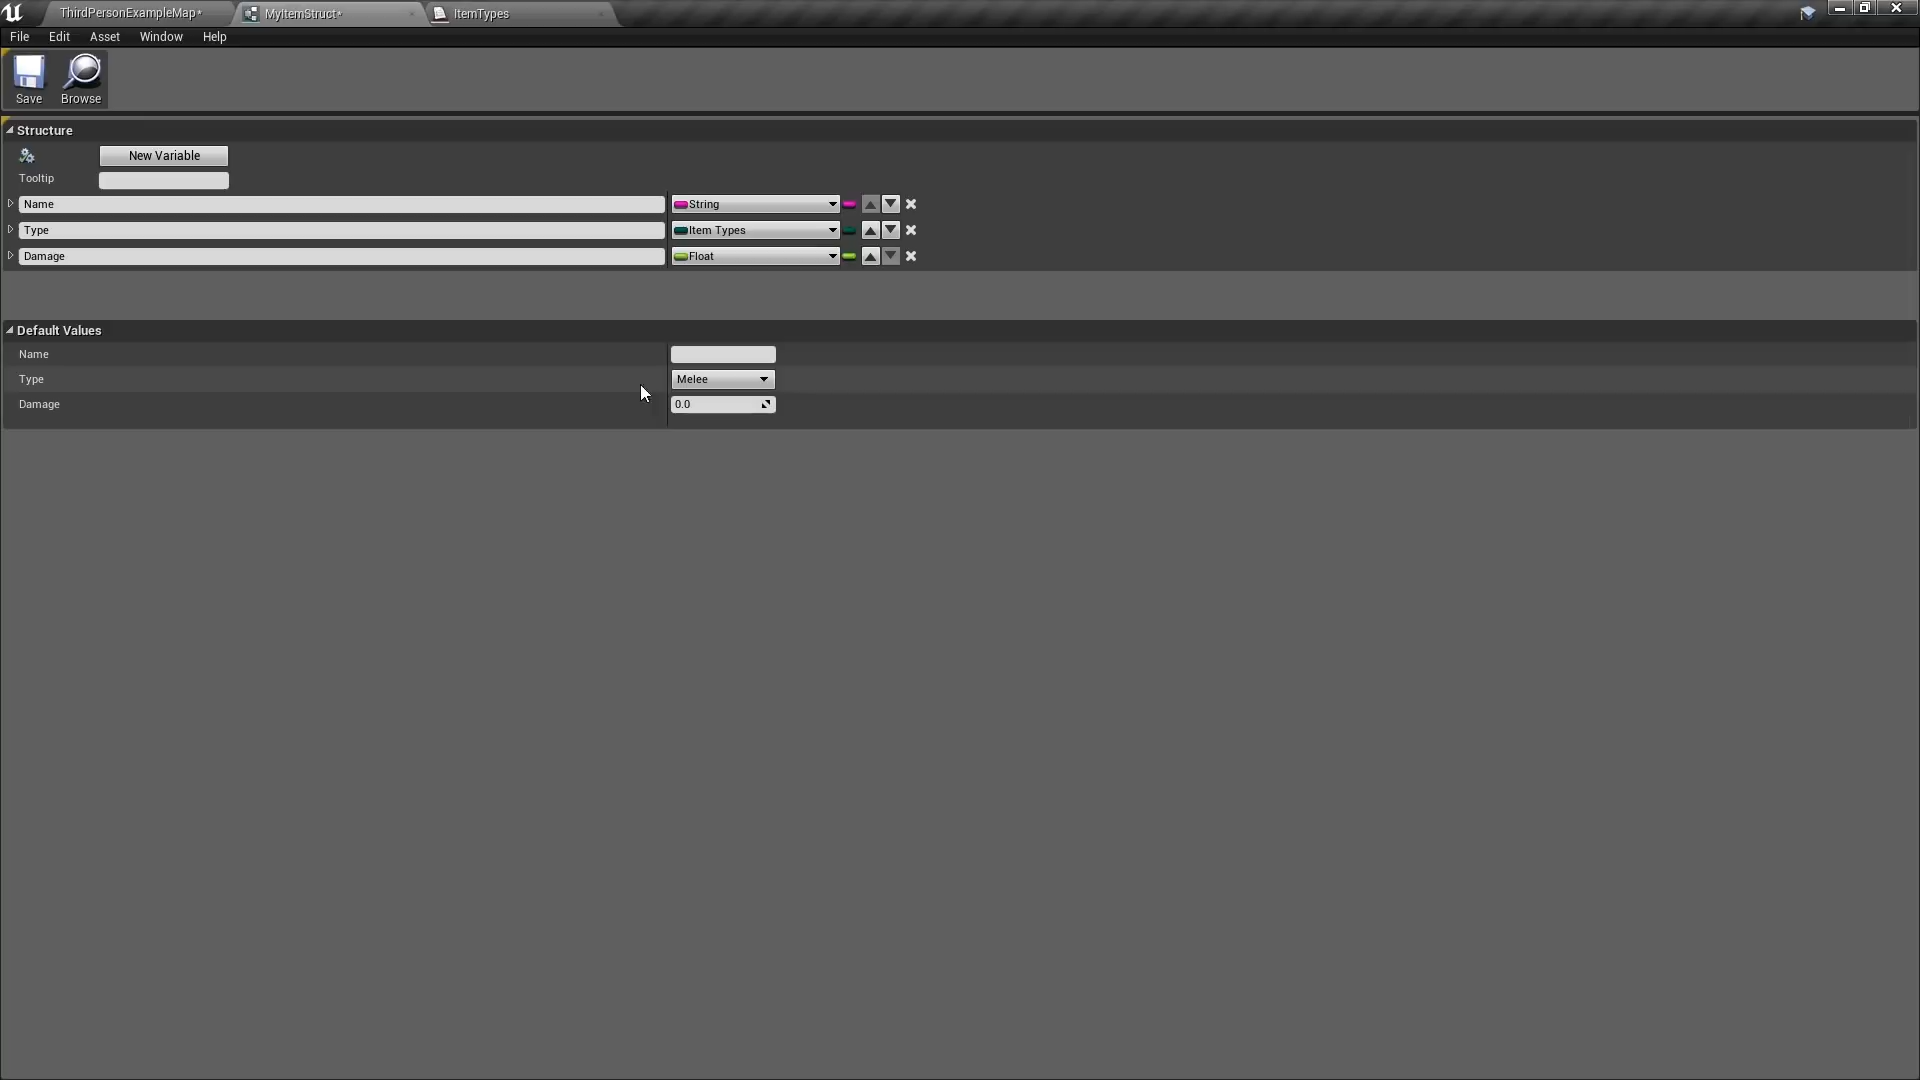 ThirdPersonExampleMap*
MyItemStruct*
ItemTypes
File Edit Asset Window Help
Save Browse
Structure
New Variable
Tooltip
Name String
Type Item Types
Damage Float
Default Values
Name
Type Melee
Damage 0.0